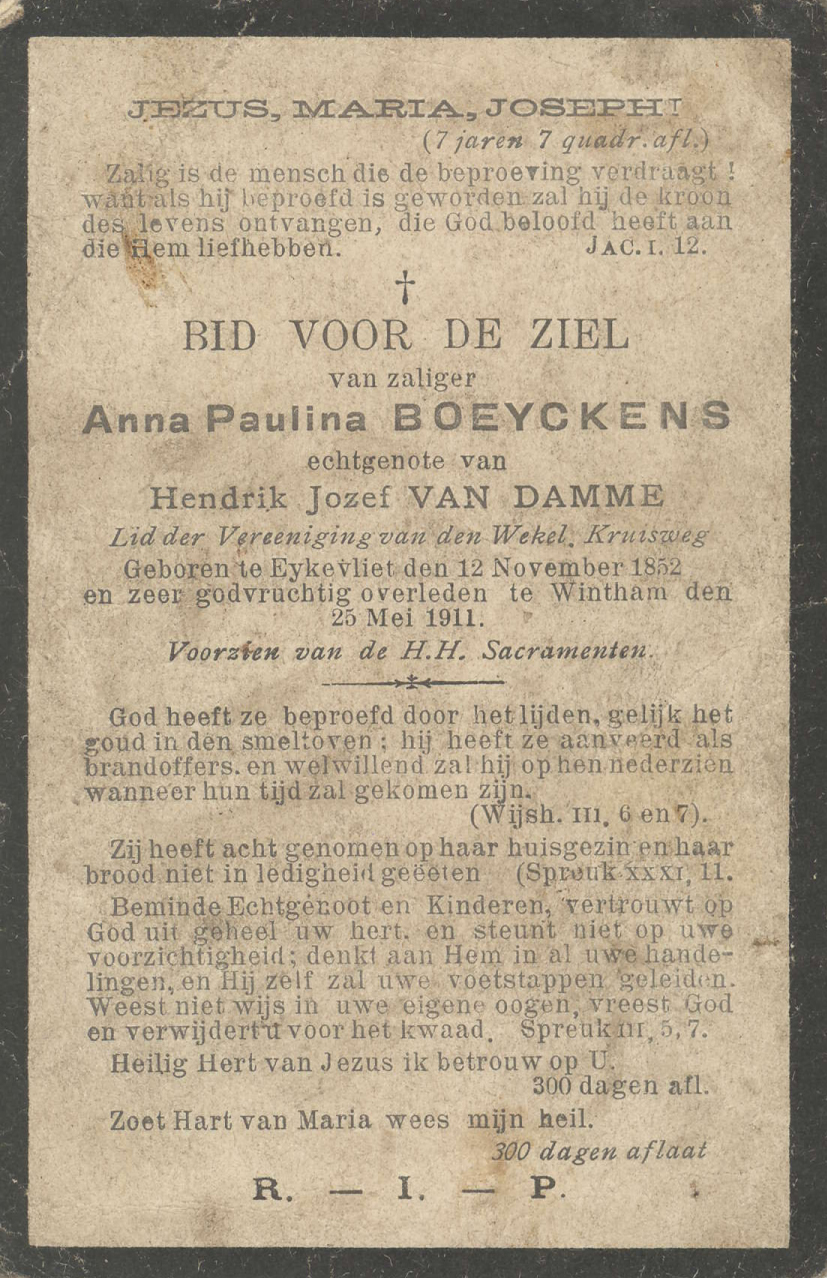 JEZUS, MARIA, JOSEPH!
(7 jaren 7 quadr. afl.)
Zalig is de mensch die de beproeving verdraagt !
want als hij beproefd is geworden zal hij de kroon
des levens ontvangen, die God beloofd heeft aan
die Hem liefhebben. JAC. I. 12.
†
BID VOOR DE ZIEL
van zaliger
Anna Paulina BOEYCKENS
echtgenote van
Hendrik Jozef VAN DAMME
Lid der Vereeniging van den Wekel. Kruisweg
Geboren te Eykevliet den 12 November 1852
en zeer godvruchtig overleden te Wintham den
25 Mei 1911.
Voorzien van de H.H. Sacramenten.
God heeft ze beproefd door het lijden, gelijk het
goud in den smeltoven ; hij heeft ze aanveerd als
brandoffers. en welwillend zal hij op hen nederzien
wanneer hun tijd zal gekomen zijn.
(Wijsh. III. 6 en 7).
Zij heeft acht genomen op haar huisgezin en haar
brood niet in ledigheid geëeten (Spreuk XXXI, 11.
Beminde Echtgenoot en Kinderen, vertrouwt op
God uit geheel uw hert. en steunt niet op uwe
voorzichtigheid ; denkt aan Hem in al uwe hande-
lingen, en Hij zelf zal uwe voetstappen geleiden.
Weest niet wijs in uwe eigene oogen, vreest God
en verwijdert u voor het kwaad. Spreuk III, 5, 7.
Heilig Hert van Jezus ik betrouw op U.
300 dagen afl.
Zoet Hart van Maria wees mijn heil.
300 dagen aflaat
R. — I. — P.